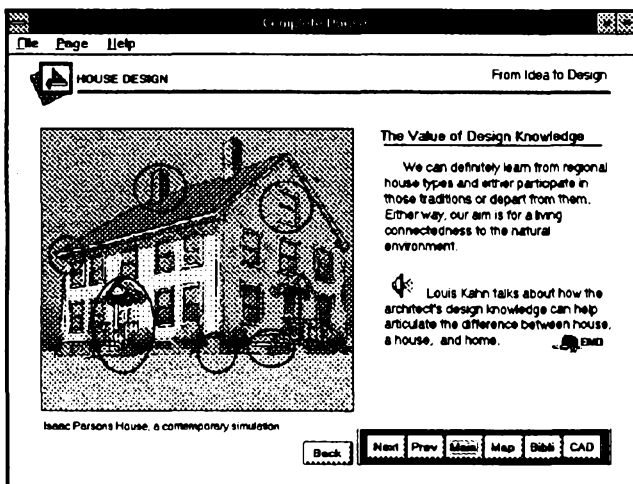 Complete House
File Page Help
HOUSE DESIGN
From Idea to Design
The Value of Design Knowledge
We can definitely learn from regional
house types and either participate in
those traditions or depart from them.
Either way, our aim is for a living
connectedness to the natural
environment.
Louis Kahn talks about how the
architect's design knowledge can help
articulate the difference between house,
a house, and home.
END
Isaac Parsons House, a contemporary simulation
Back Next Prev Main Map Bibli CAD